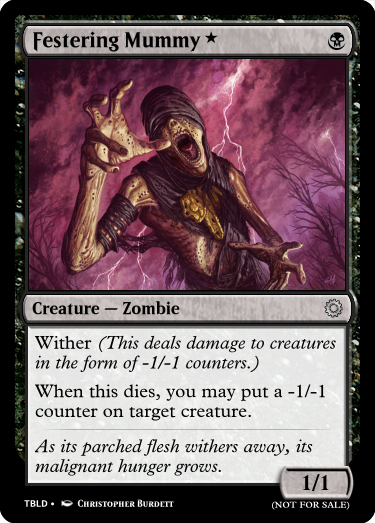 Festering Mummy ★
Creature — Zombie
Wither (This deals damage to creatures
in the form of -1/-1 counters.)
When this dies, you may put a -1/-1
counter on target creature.
As its parched flesh withers away, its
malignant hunger grows.
1/1
TBLD • Christopher Burdett
(NOT FOR SALE)